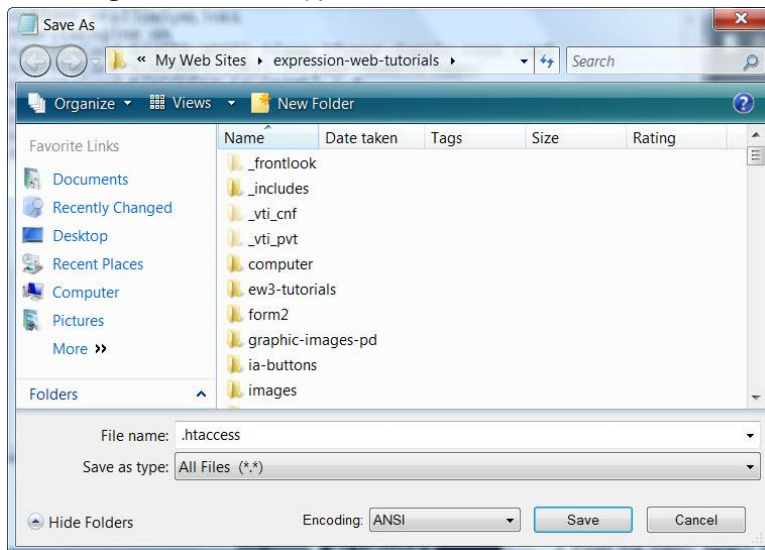 Save As
« My Web Sites ▸ expression-web-tutorials ▸ Search
Organize Views New Folder
Favorite Links
Documents
Recently Changed
Desktop
Recent Places
Computer
Pictures
More »
Folders
Name Date taken Tags Size Rating
_frontlook
_includes
_vti_cnf
_vti_pvt
computer
ew3-tutorials
form2
graphic-images-pd
ia-buttons
images
File name: .htaccess
Save as type: All Files (*.*)
Hide Folders Encoding: ANSI Save Cancel